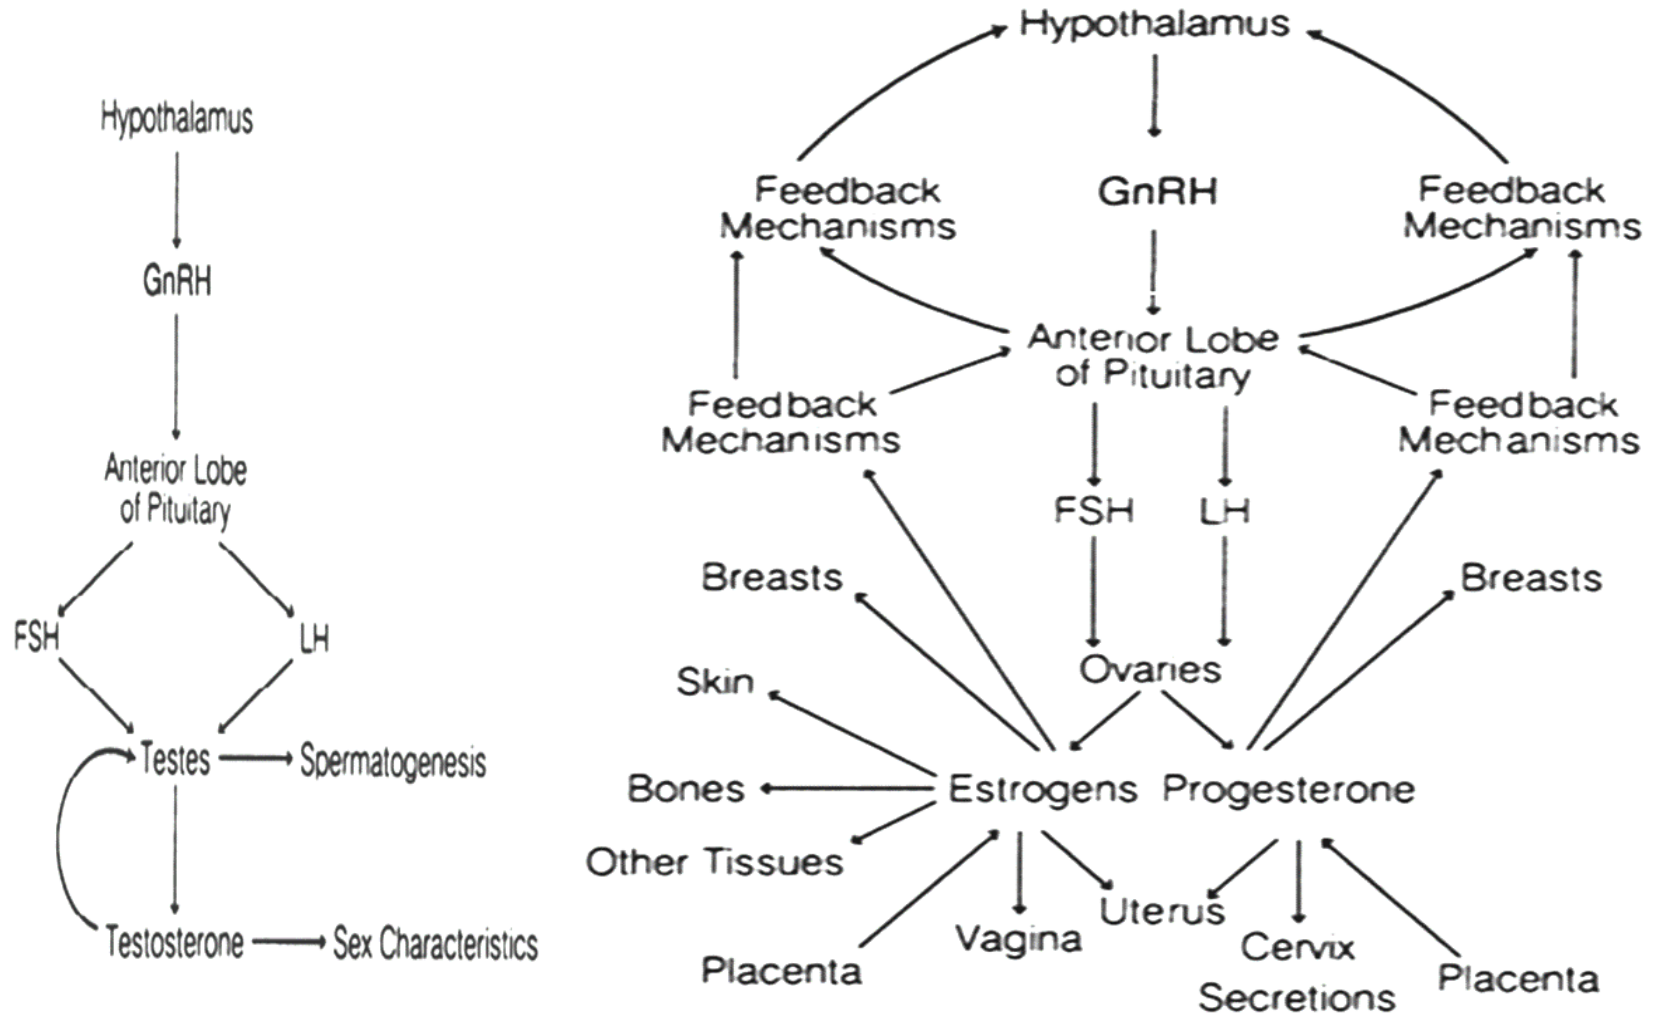 Hypothalamus
GnRH
Anterior Lobe
of Pituitary
FSH
LH
Testes
Spermatogenesis
Testosterone
Sex Characteristics
Hypothalamus
Feedback
Mechanisms
GnRH
Feedback
Mechanisms
Anterior Lobe
of Pituitary
Feedback
Mechanisms
Feedback
Mechanisms
FSH
LH
Breasts
Breasts
Ovaries
Skin
Bones
Estrogens
Progesterone
Other Tissues
Uterus
Vagina
Cervix
Secretions
Placenta
Placenta